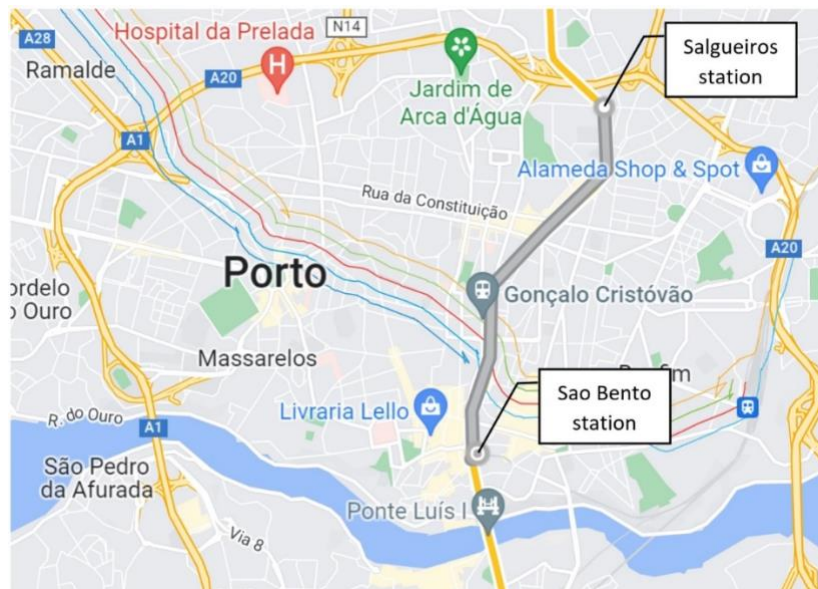 A28
Ramalde
Hospital da Prelada
N14
A20
Salgueiros
station
Jardim de
Arca d'Água
A1
Alameda Shop & Spot
Rua da Constituição
A20
Porto
Gonçalo Cristóvão
ordelo
o Ouro
Massarelos
Sao Bento
station
Livraria Lello
R. do Ouro
A1
São Pedro
da Afurada
Ponte Luís I
Via 8